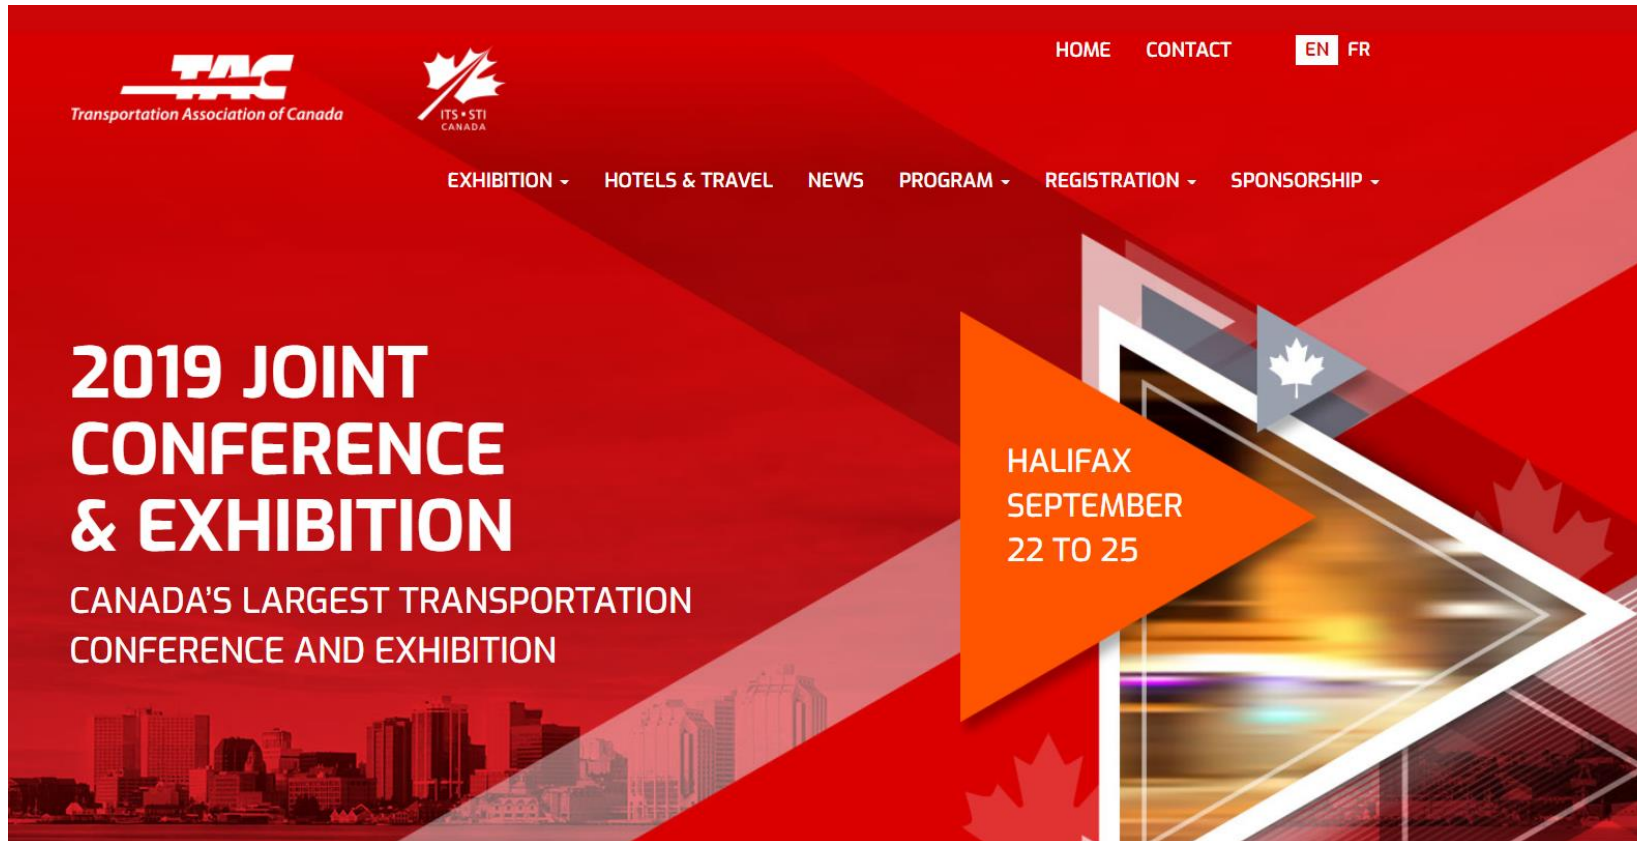 HOME CONTACT EN FR
TAC
Transportation Association of Canada
ITS • STI
CANADA
EXHIBITION HOTELS & TRAVEL NEWS PROGRAM REGISTRATION SPONSORSHIP
2019 JOINT
CONFERENCE
& EXHIBITION
CANADA'S LARGEST TRANSPORTATION
CONFERENCE AND EXHIBITION
HALIFAX
SEPTEMBER
22 TO 25